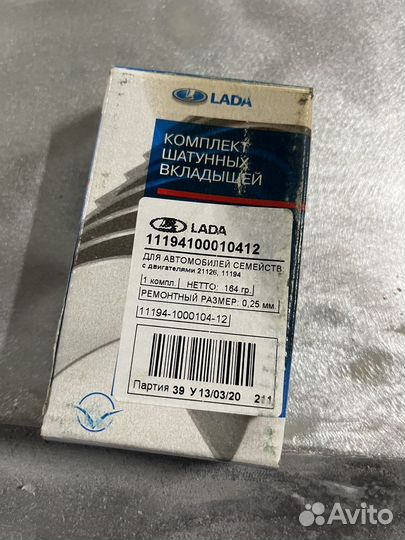 LADA
КОМПЛЕКТ
ШАТУННЫХ
ВКЛАДЫШЕЙ
LADA
11194100010412
ДЛЯ АВТОМОБИЛЕЙ СЕМЕЙСТВ
с двигателями 21126, 11194
1 компл. НЕТТО: 164 гр.
РЕМОНТНЫЙ РАЗМЕР: 0,25 мм
11194-1000104-12
Партия 39 У 13/03/20 211
Avito